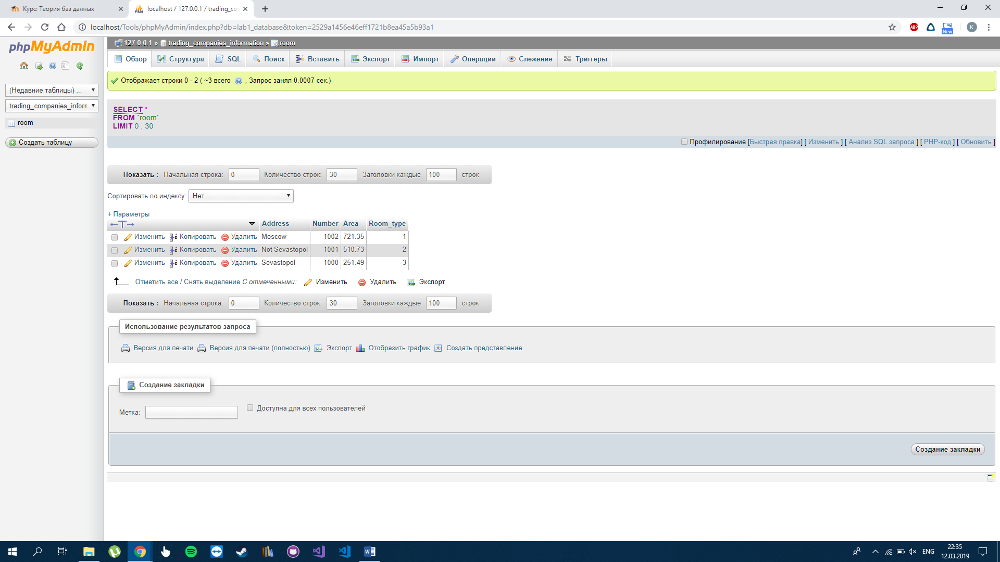 Курс: Теория баз данных
localhost / 127.0.0.1 / trading_co
localhost/Tools/phpMyAdmin/index.php?db=lab1_database&token=2529a1456e46eff1721b8ea45a5b93a1
ABP
New
K
phpMyAdmin
(Недавние таблицы) ...
trading_companies_inforr
room
Создать таблицу
127.0.0.1 » trading_companies_information » room
Обзор Структура SQL Поиск Вставить Экспорт Импорт Операции Слежение Триггеры
Отображает строки 0 - 2 ( ~3 всего , Запрос занял 0.0007 сек.)
SELECT *
FROM `room`
LIMIT 0 , 30
Профилирование [Быстрая правка] [ Изменить ] [ Анализ SQL запроса ] [ PHP-код ] [ Обновить ]
Показать : Начальная строка: 0 Количество строк: 30 Заголовки каждые 100 строк
Сортировать по индексу: Нет
+ Параметры
←T→ Address Number Area Room_type
Изменить Копировать Удалить Moscow 1002 721.35 1
Изменить Копировать Удалить Not Sevastopol 1001 510.73 2
Изменить Копировать Удалить Sevastopol 1000 251.49 3
Отметить все / Снять выделение С отмеченными: Изменить Удалить Экспорт
Показать : Начальная строка: 0 Количество строк: 30 Заголовки каждые 100 строк
Использование результатов запроса
Версия для печати Версия для печати (полностью) Экспорт Отобразить график Создать представление
Создание закладки
Метка: Доступна для всех пользователей
Создание закладки
ENG
22:35
12.03.2019